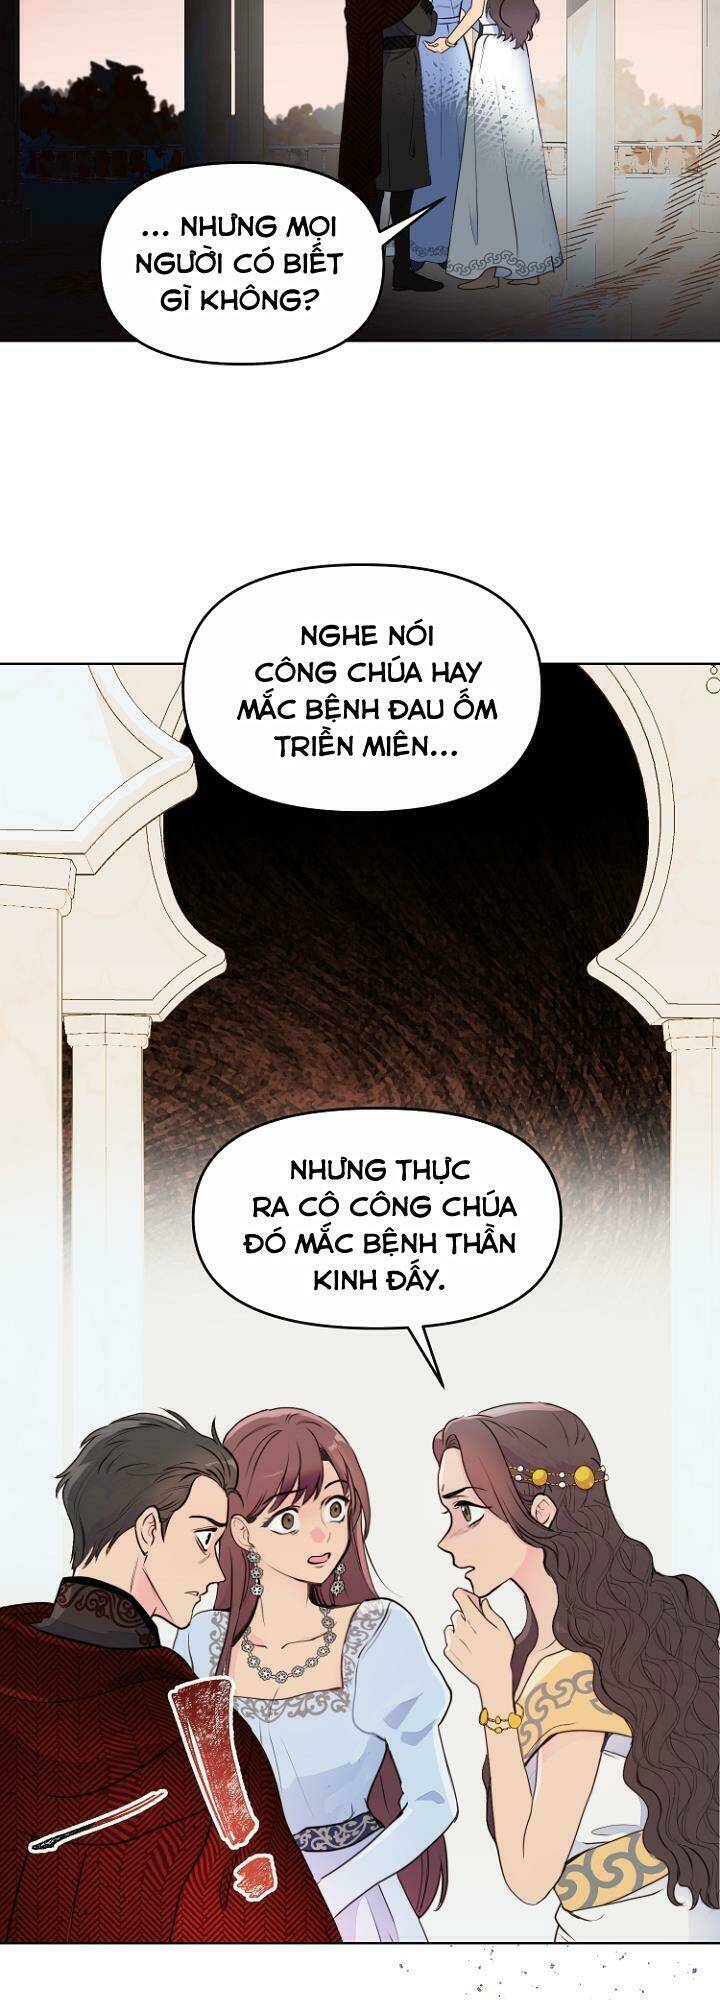 ... NHƯNG MỌI
NGƯỜI CÓ BIẾT
GÌ KHÔNG?
NGHE NÓI
CÔNG CHÚA HAY
MẮC BỆNH ĐAU ỐM
TRIỀN MIÊN...
NHƯNG THỰC
RA CÔ CÔNG CHÚA
ĐÓ MẮC BỆNH THẦN
KINH ĐẤY.
!